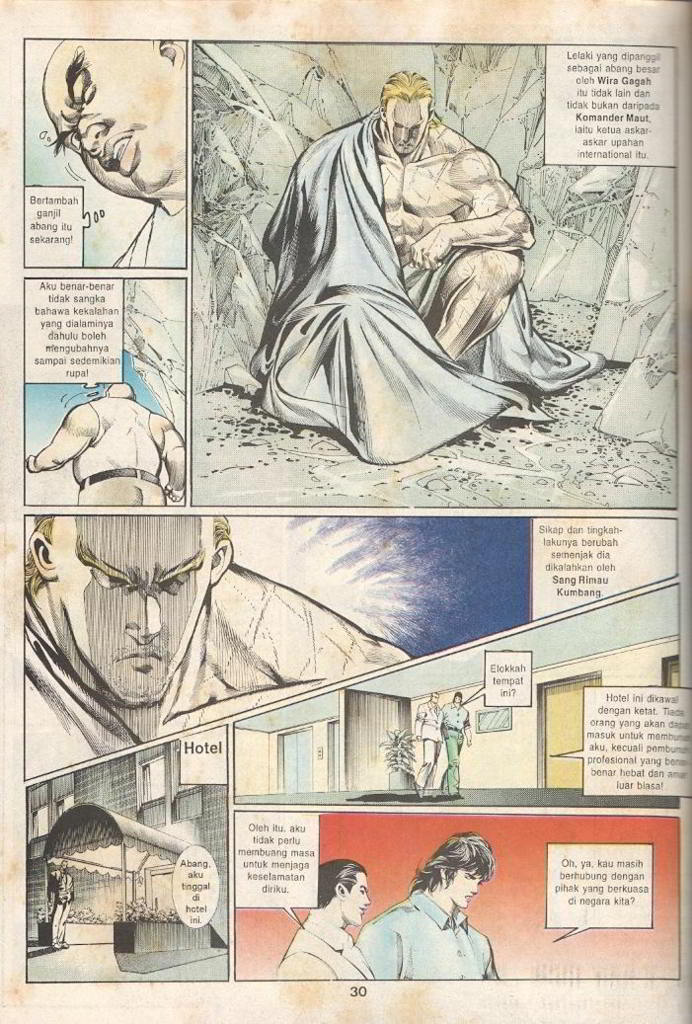 Bertambah
ganjil
abang itu
sekarang!
Lelaki yang dipanggil
sebagai abang besar
oleh Wira Gagah
itu tidak lain dan
tidak bukan daripada
Komander Maut,
iaitu ketua askar-
askar upahan
international itu.
Aku benar-benar
tidak sangka
bahawa kekalahan
yang dialaminya
dahulu boleh
mengubahnya
sampai sedemikian
rupa!
Sikap dan tingkah-
lakunya berubah
semenjak dia
dikalahkan oleh
Sang Rimau
Kumbang.
Hotel
Abang,
aku
tinggal
di
hotel
ini.
Elokkah
tempat
ini?
Hotel ini dikawal
dengan ketat. Tiada
orang yang akan dapat
masuk untuk membunuh
aku, kecuali pembunuh
profesional yang benar-
benar hebat dan amat
luar biasa!
Oleh itu, aku
tidak perlu
membuang masa
untuk menjaga
keselamatan
diriku.
Oh, ya, kau masih
berhubung dengan
pihak yang berkuasa
di negara kita?
30